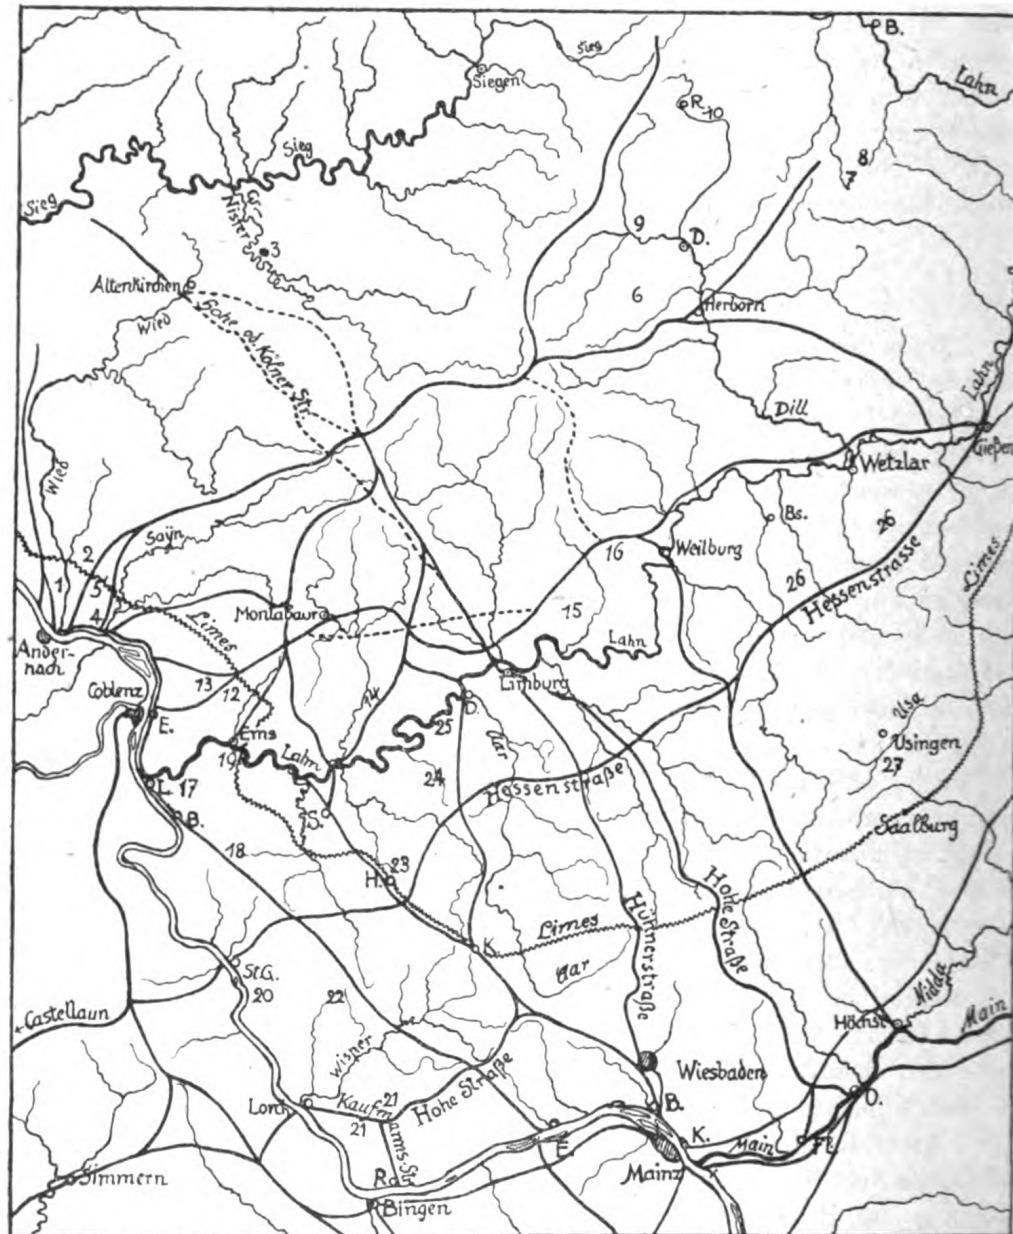 B.
Sieg
Siegen
Lahn
R.
10
Sieg
8
7
Sieg
Nister
3
9
D.
Altenkirchen
6
Herborn
Wied
Hohe od. Kölner Str.
Lahn
Dill
Gießen
Wied
Wetzlar
Sayn
Bs.
26
2
16
Weilburg
Limes
1
5
26
Hessenstrasse
4
Montabaur
15
Limes
Andernach
Lahn
Limburg
13
12
Coblenz
14
D.
E.
25
Usa
Ems
Aar
Usingen
19
Lahn
24
27
L.
17
Hessenstraße
S.
B.
Saalburg
18
23
H.
Hohe Straße
Hühnerstraße
Limes
K.
St.G.
Aar
20
22
Nidda
Castellaun
Höchst
Main
Wisper
Wiesbaden
Hohe Straße
Lorch
Kaufmanns-Str.
21
21
B.
O.
K.
E.
Main
Fl.
Mainz
R.
Simmern
Bingen